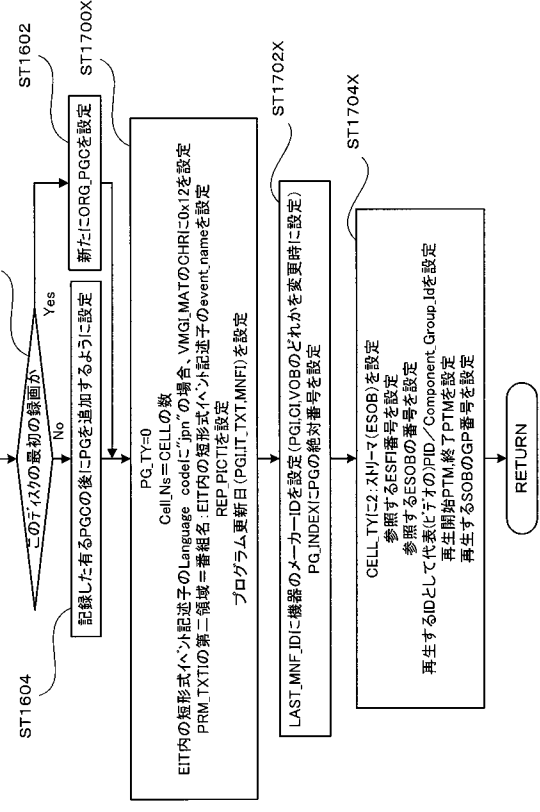 このディスクの最初の録画か
Yes
No
ST1602
新たにORG_PGCを設定
ST1604
記録した有るPGCの後にPGを追加するように設定
ST1700X
PG_TY=0
Cell_Ns=CELLの数
EIT内の短形式イベント記述子のLanguage codeに"jpn"の場合、VMGI_MATのCHRに0x12を設定
PRM_TXTIの第二領域=番組名:EIT内の短形式イベント記述子のevent_nameを設定
REP_PICTIを設定
プログラム更新日(PGI,IT_TXT,MNFI)を設定
ST1702X
LAST_MNF_IDに機器のメーカーIDを設定(PGI,CI,VOBのどれかを変更時に設定)
PG_INDEXにPGの絶対番号を設定
ST1704X
CELL_TYに2:ストリーマ(ESOB)を設定
参照するESFI番号を設定
参照するESOBの番号を設定
再生するIDとして代表(ビデオの)PID/Component_Group_Idを設定
再生開始PTM,終了PTMを設定
再生するSOBのGP番号を設定
RETURN